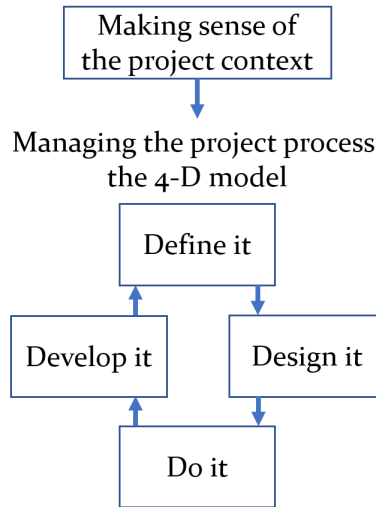 Making sense of
the project context
Managing the project process
the 4-D model
Define it
Develop it
Design it
Do it